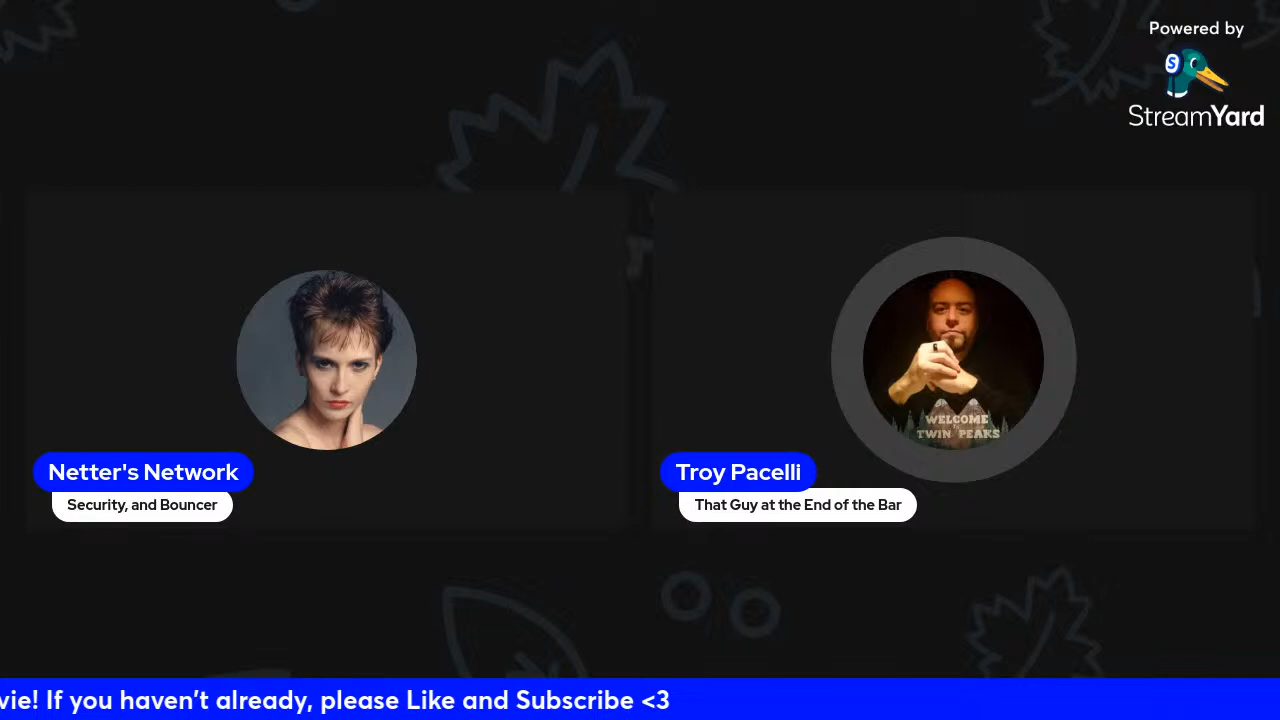 Powered by
S
StreamYard
WELCOME
TWIN PEAKS
Netter's Network
Security, and Bouncer
Troy Pacelli
That Guy at the End of the Bar
vie! If you haven’t already, please Like and Subscribe <3